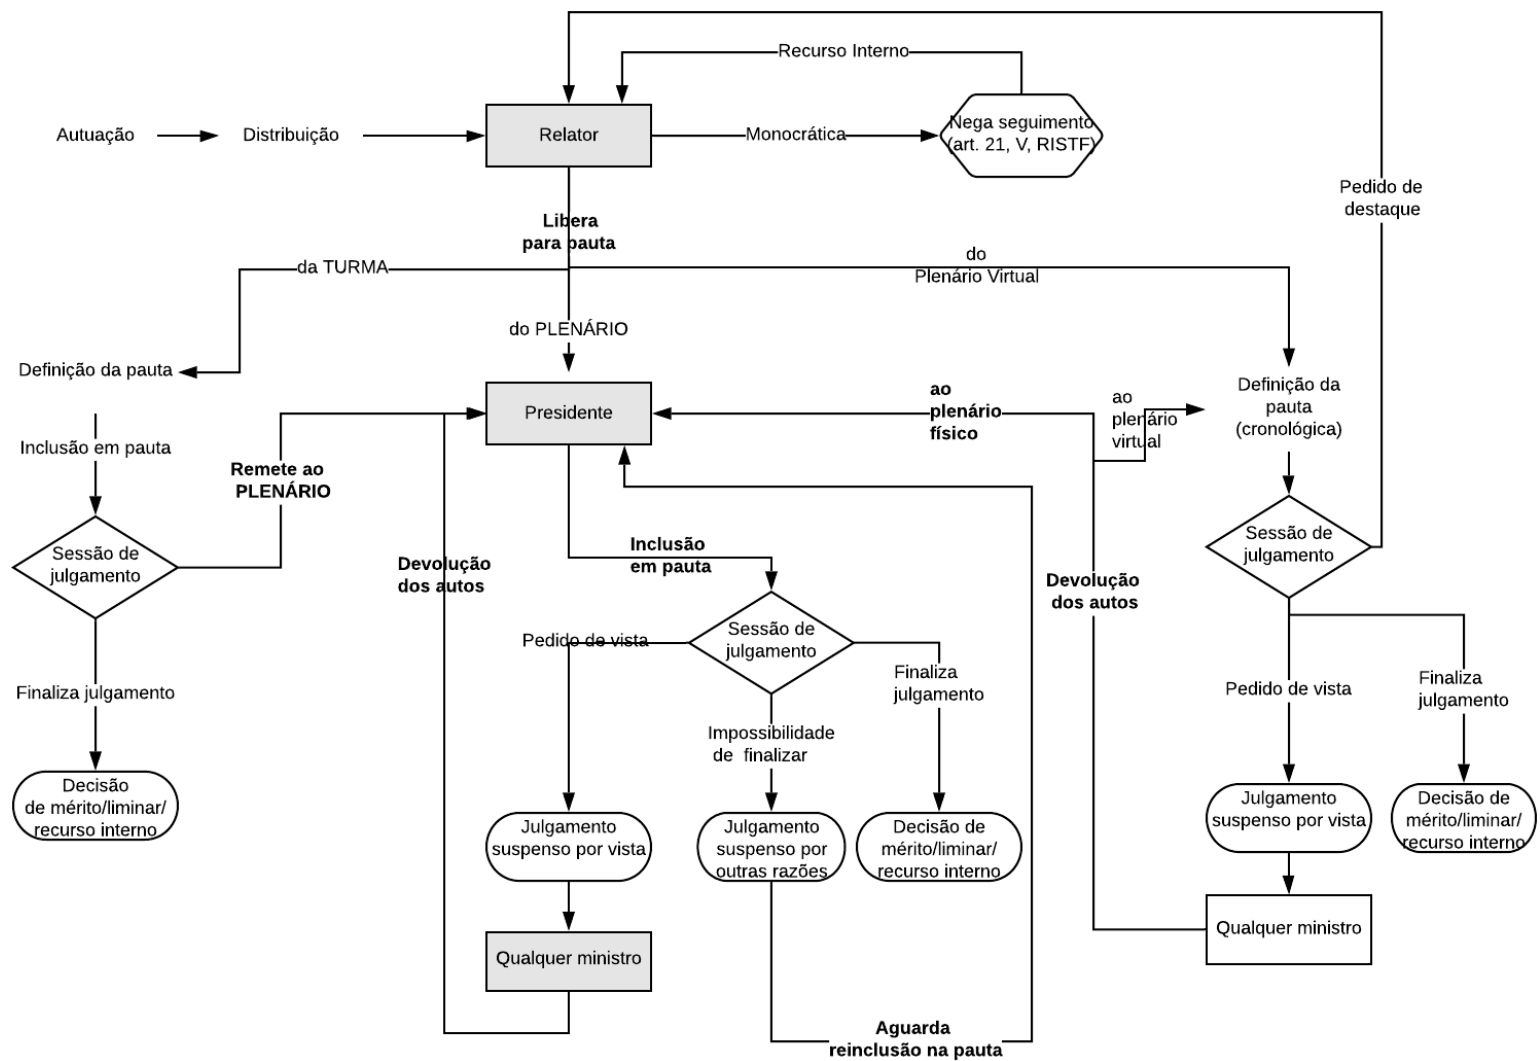 Recurso Interno
Autuação
Distribuição
Relator
Monocrática
Nega seguimento
(art. 21, V, RISTF)
Pedido de
destaque
Libera
para pauta
da TURMA
do
Plenário Virtual
do PLENÁRIO
Definição da pauta
Presidente
ao
plenário
físico
ao
plenário
virtual
Definição da
pauta
(cronológica)
Inclusão em pauta
Remete ao
PLENÁRIO
Sessão de
julgamento
Devolução
dos autos
Inclusão
em pauta
Devolução
dos autos
Sessão de
julgamento
Pedido de vista
Sessão de
julgamento
Finaliza
julgamento
Finaliza julgamento
Impossibilidade
de finalizar
Pedido de vista
Finaliza
julgamento
Decisão
de mérito/liminar/
recurso interno
Julgamento
suspenso por vista
Julgamento
suspenso por
outras razões
Decisão de
mérito/liminar/
recurso interno
Julgamento
suspenso por vista
Decisão de
mérito/liminar/
recurso interno
Qualquer ministro
Qualquer ministro
Aguarda
reinclusão na pauta